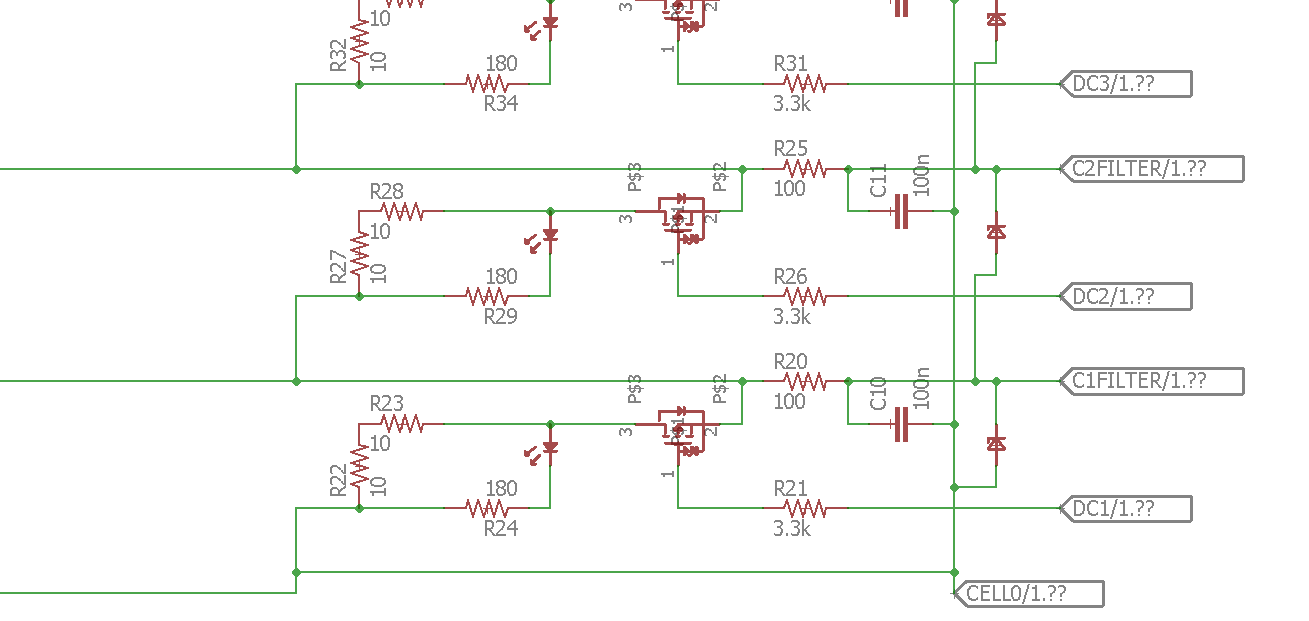 10
R32
10
180
R34
3
1
2
R31
3.3k
DC3/1.??
R28
10
R27
10
180
R29
P$3
P$2
3
2
1
R25
100
C11
100n
C2FILTER/1.??
R26
3.3k
DC2/1.??
R23
10
R22
10
180
R24
P$3
P$2
3
2
1
R20
100
C10
100n
C1FILTER/1.??
R21
3.3k
DC1/1.??
CELL0/1.??